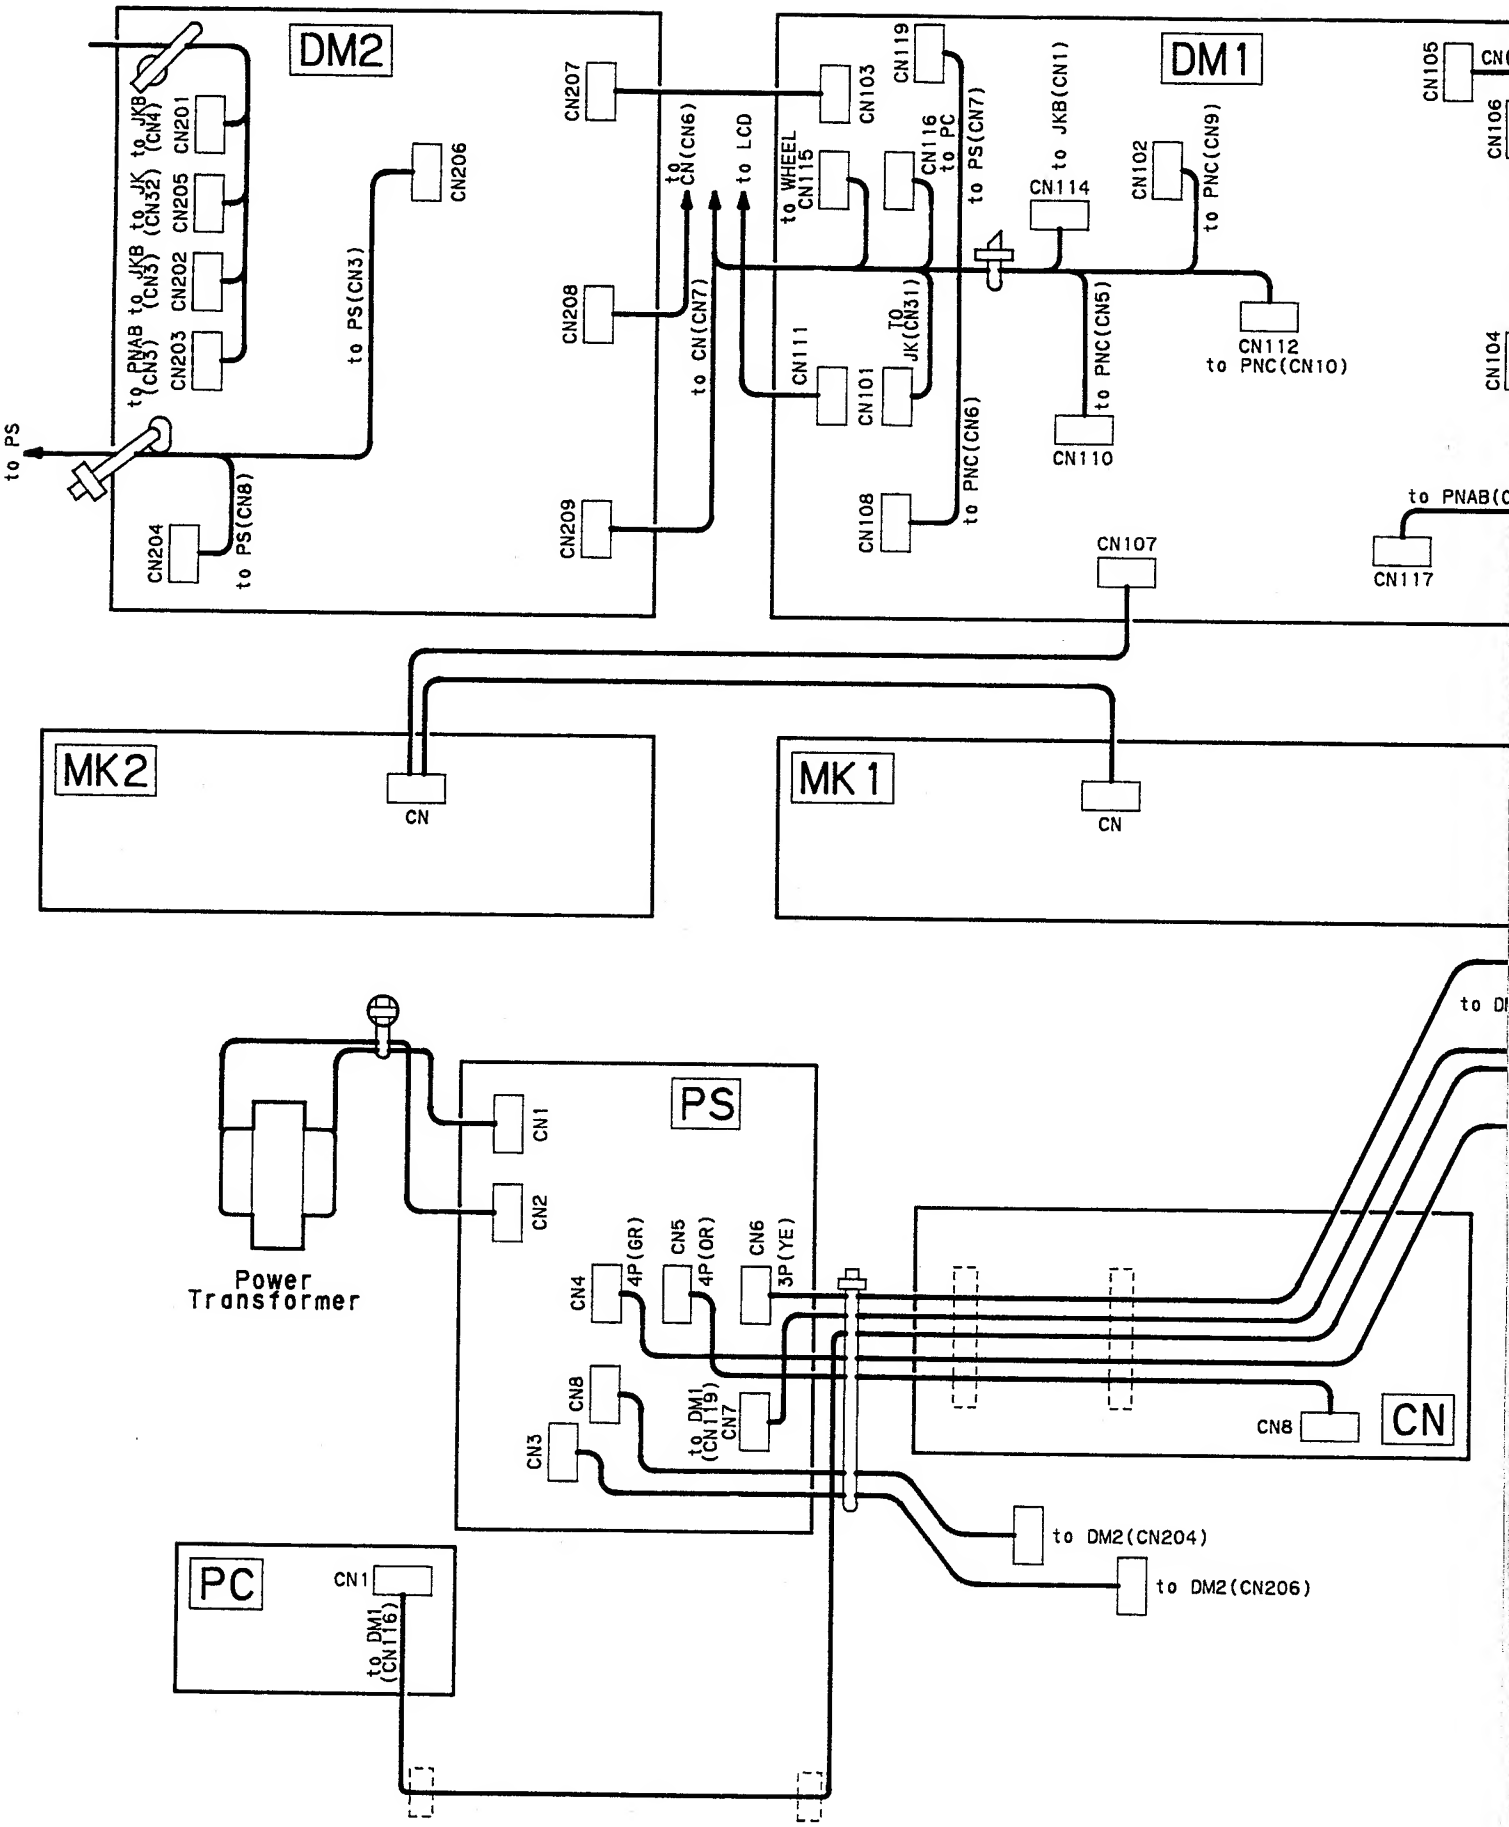 DM2
to JKB
(CN4)
CN201
to JK
(CN32)
CN205
to JKB
(CN3)
CN202
to PNAB
(CN3)
CN203
to PS
CN204
to PS(CN8)
to PS(CN3)
CN206
CN207
CN208
CN209
to
CN(CN6)
to CN(CN7)
to LCD
DM1
CN103
CN119
to WHEEL
CN115
CN116
to PC
to PS(CN7)
to JKB(CN1)
CN114
CN102
to PNC(CN9)
CN105
CN106
CN104
CN111
TO
JK(CN31)
CN101
to PNC(CN5)
CN110
CN112
to PNC(CN10)
CN108
to PNC(CN6)
CN107
to PNAB(C
CN117
MK2
CN
MK1
CN
to D
Power
Transformer
PS
CN1
CN2
CN4
4P(GR)
CN5
4P(OR)
CN6
3P(YE)
CN8
CN3
to DM1
(CN119)
CN7
CN8
CN
to DM2(CN204)
to DM2(CN206)
PC
CN1
to DM1
(CN116)